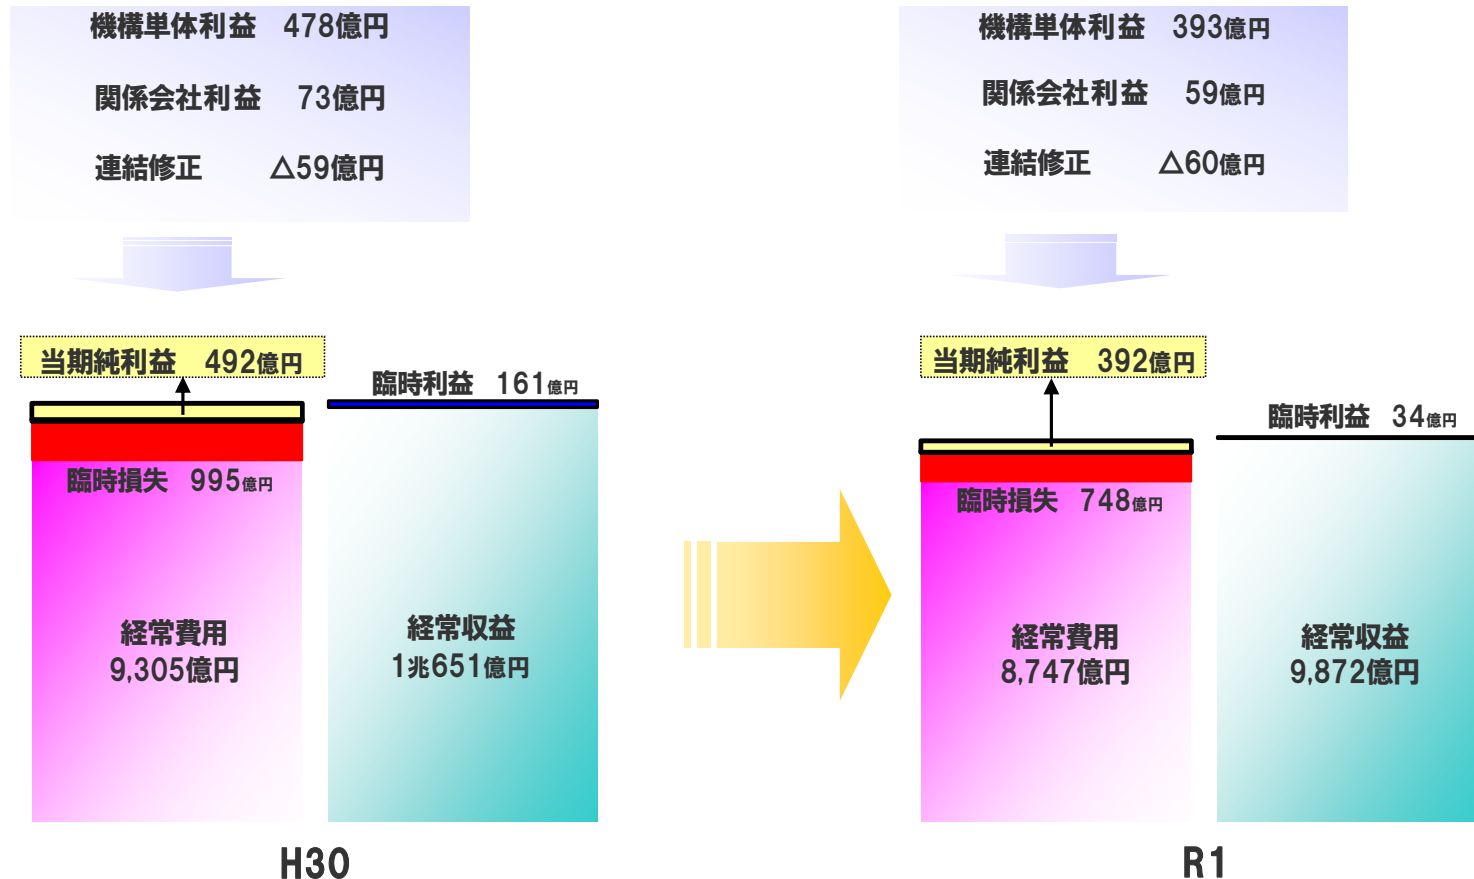 機構単体利益 478億円
関係会社利益 73億円
連結修正 △59億円
当期純利益 492億円
臨時利益 161億円
臨時損失 995億円
経常費用
9,305億円
経常収益
1兆651億円
H30
機構単体利益 393億円
関係会社利益 59億円
連結修正 △60億円
当期純利益 392億円
臨時利益 34億円
臨時損失 748億円
経常費用
8,747億円
経常収益
9,872億円
R1